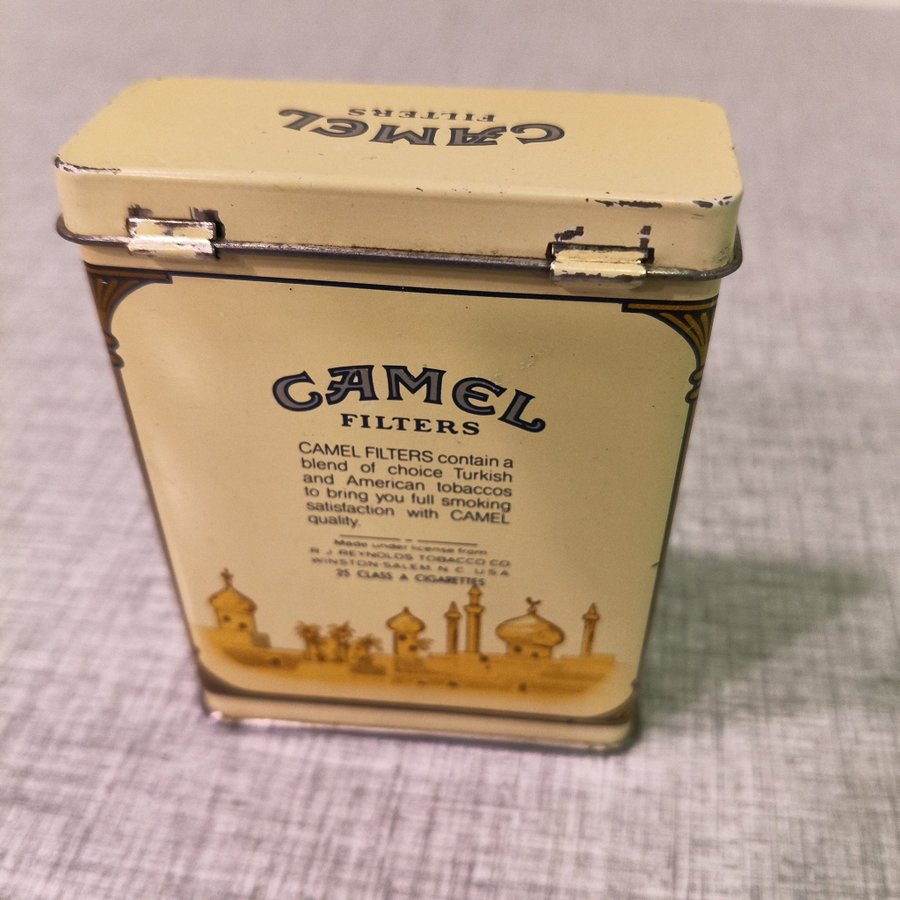 CAMEL
FILTERS
CAMEL
FILTERS
CAMEL FILTERS contain a
blend of choice Turkish
and American tobaccos
to bring you full smoking
satisfaction with CAMEL
quality.
Made under license from
R. J. REYNOLDS TOBACCO CO.
WINSTON-SALEM, N. C. U.S.A.
25 CLASS A CIGARETTES